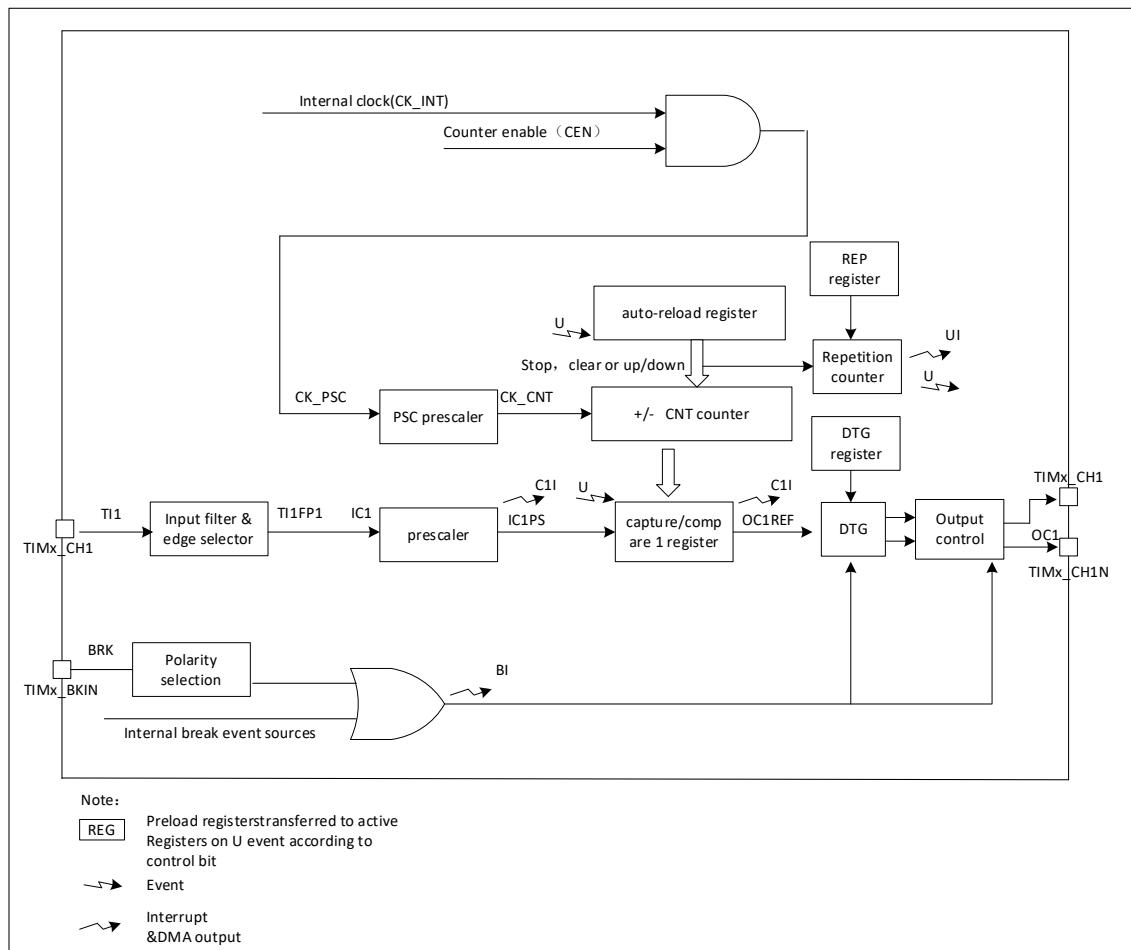 Internal clock(CK_INT)
Counter enable（CEN）
REP
register
auto-reload register
U
UI
Stop，clear or up/down
Repetition
counter
U
CK_PSC
CK_CNT
PSC prescaler
+/-   CNT counter
DTG
register
TIMx_CH1
C1I
U
C1I
TI1
Input filter &
edge selector
TI1FP1
IC1
prescaler
IC1PS
capture/comp
are 1 register
OC1REF
DTG
Output
control
OC1
TIMx_CH1
TIMx_CH1N
BRK
Polarity
selection
BI
TIMx_BKIN
Internal break event sources
Note：
REG
Preload registerstransferred to active
Registers on U event according to
control bit
Event
Interrupt
&DMA output